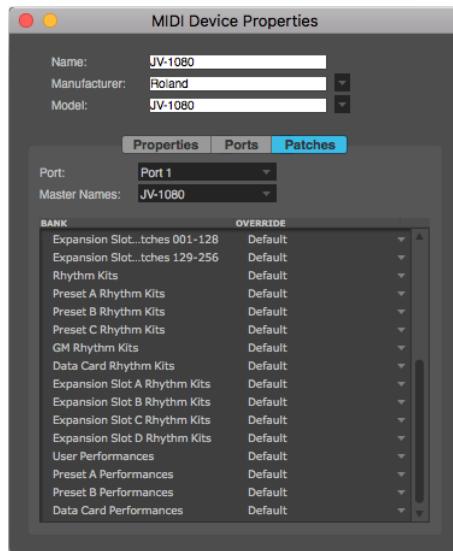 MIDI Device Properties
Name: JV-1080
Manufacturer: Roland
Model: JV-1080
Properties Ports Patches
Port: Port 1
Master Names: JV-1080
BANK OVERRIDE
Expansion Slot...tches 001-128 Default
Expansion Slot...tches 129-256 Default
Rhythm Kits Default
Preset A Rhythm Kits Default
Preset B Rhythm Kits Default
Preset C Rhythm Kits Default
GM Rhythm Kits Default
Data Card Rhythm Kits Default
Expansion Slot A Rhythm Kits Default
Expansion Slot B Rhythm Kits Default
Expansion Slot C Rhythm Kits Default
Expansion Slot D Rhythm Kits Default
User Performances Default
Preset A Performances Default
Preset B Performances Default
Data Card Performances Default